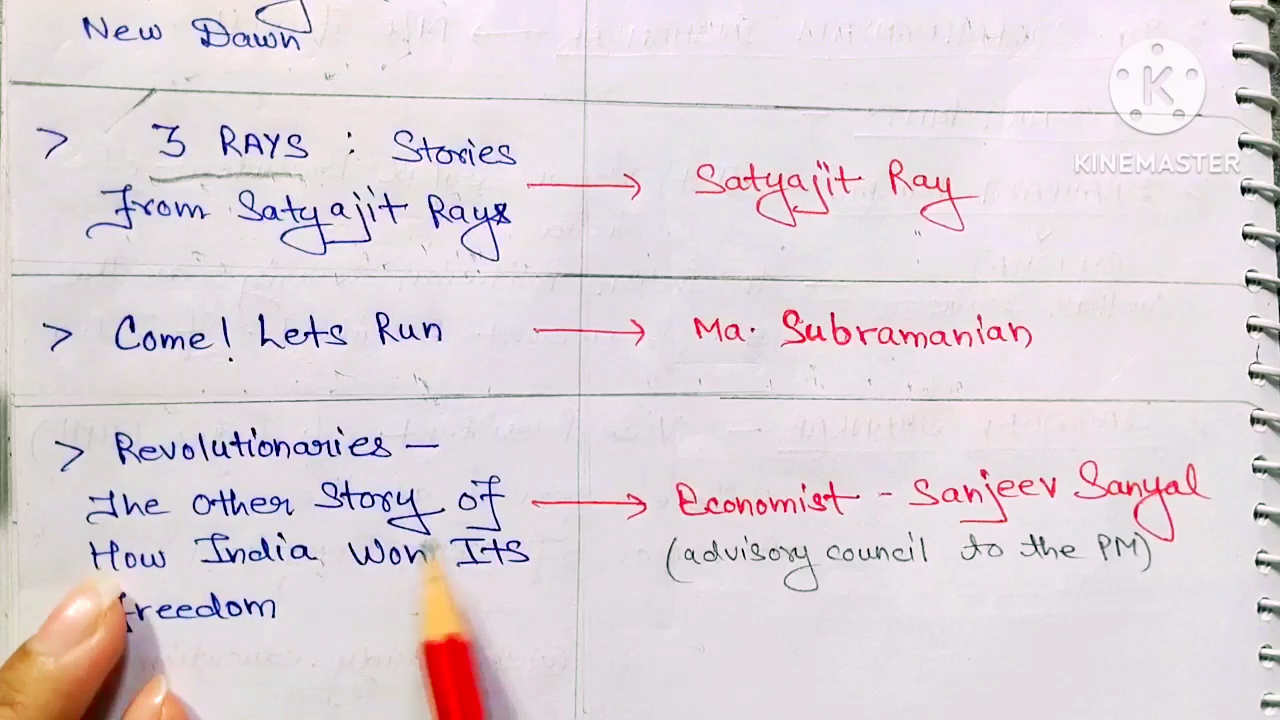 New Dawn
> 3 RAYS : Stories
From Satyajit Ray → Satyajit Ray
> Come! Lets Run → Ma. Subramanian
> Revolutionaries –
The Other Story of → Economist - Sanjeev Sanyal
How India Won Its (advisory council to the PM)
freedom
K
KINEMASTER